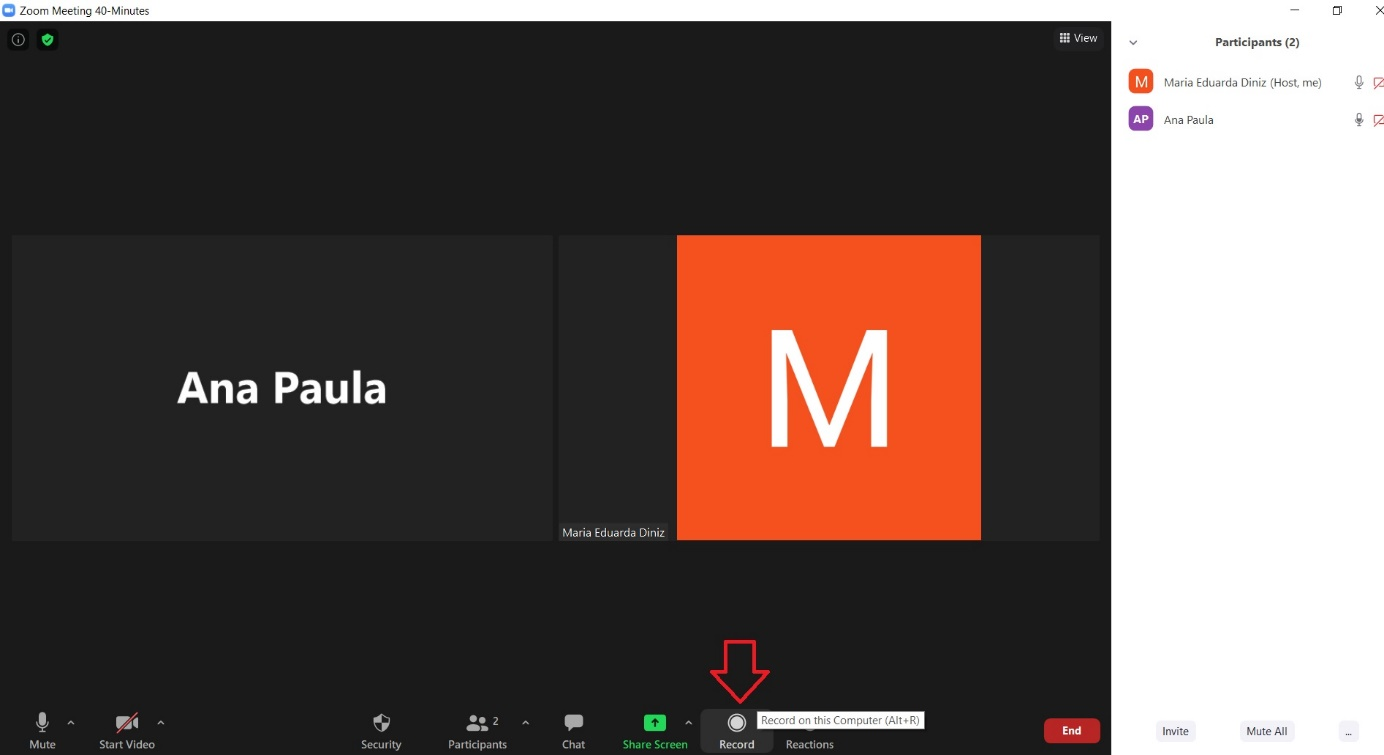 Zoom Meeting 40-Minutes
View
Participants (2)
M Maria Eduarda Diniz (Host, me)
AP Ana Paula
Ana Paula
M
Maria Eduarda Diniz
Record on this Computer (Alt+R)
2
Mute
Start Video
Security
Participants
Chat
Share Screen
Record
Reactions
End
Invite
Mute All
...